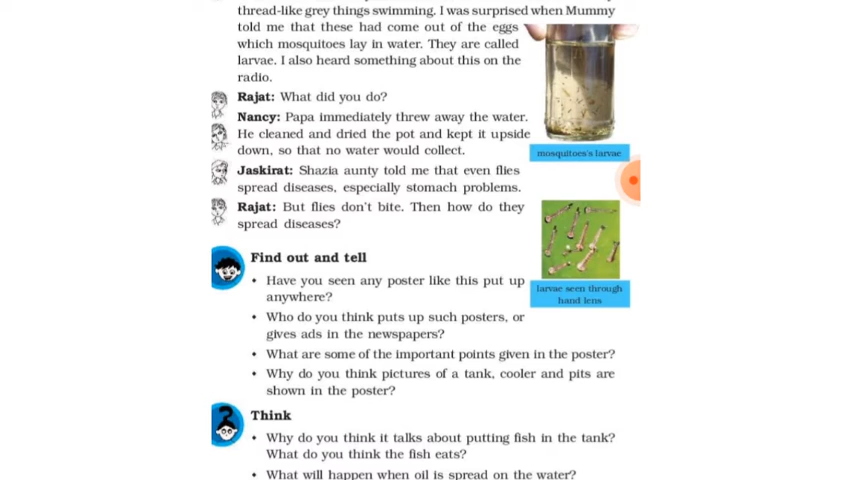 thread-like grey things swimming. I was surprised when Mummy
told me that these had come out of the eggs
which mosquitoes lay in water. They are called
larvae. I also heard something about this on the
radio.
Rajat: What did you do?
Nancy: Papa immediately threw away the water.
He cleaned and dried the pot and kept it upside
down, so that no water would collect.
mosquitoes's larvae
Jaskirat: Shazia aunty told me that even flies
spread diseases, especially stomach problems.
Rajat: But flies don't bite. Then how do they
spread diseases?
larvae seen through
hand lens
Find out and tell
• Have you seen any poster like this put up
anywhere?
• Who do you think puts up such posters, or
gives ads in the newspapers?
• What are some of the important points given in the poster?
• Why do you think pictures of a tank, cooler and pits are
shown in the poster?
Think
• Why do you think it talks about putting fish in the tank?
What do you think the fish eats?
• What will happen when oil is spread on the water?